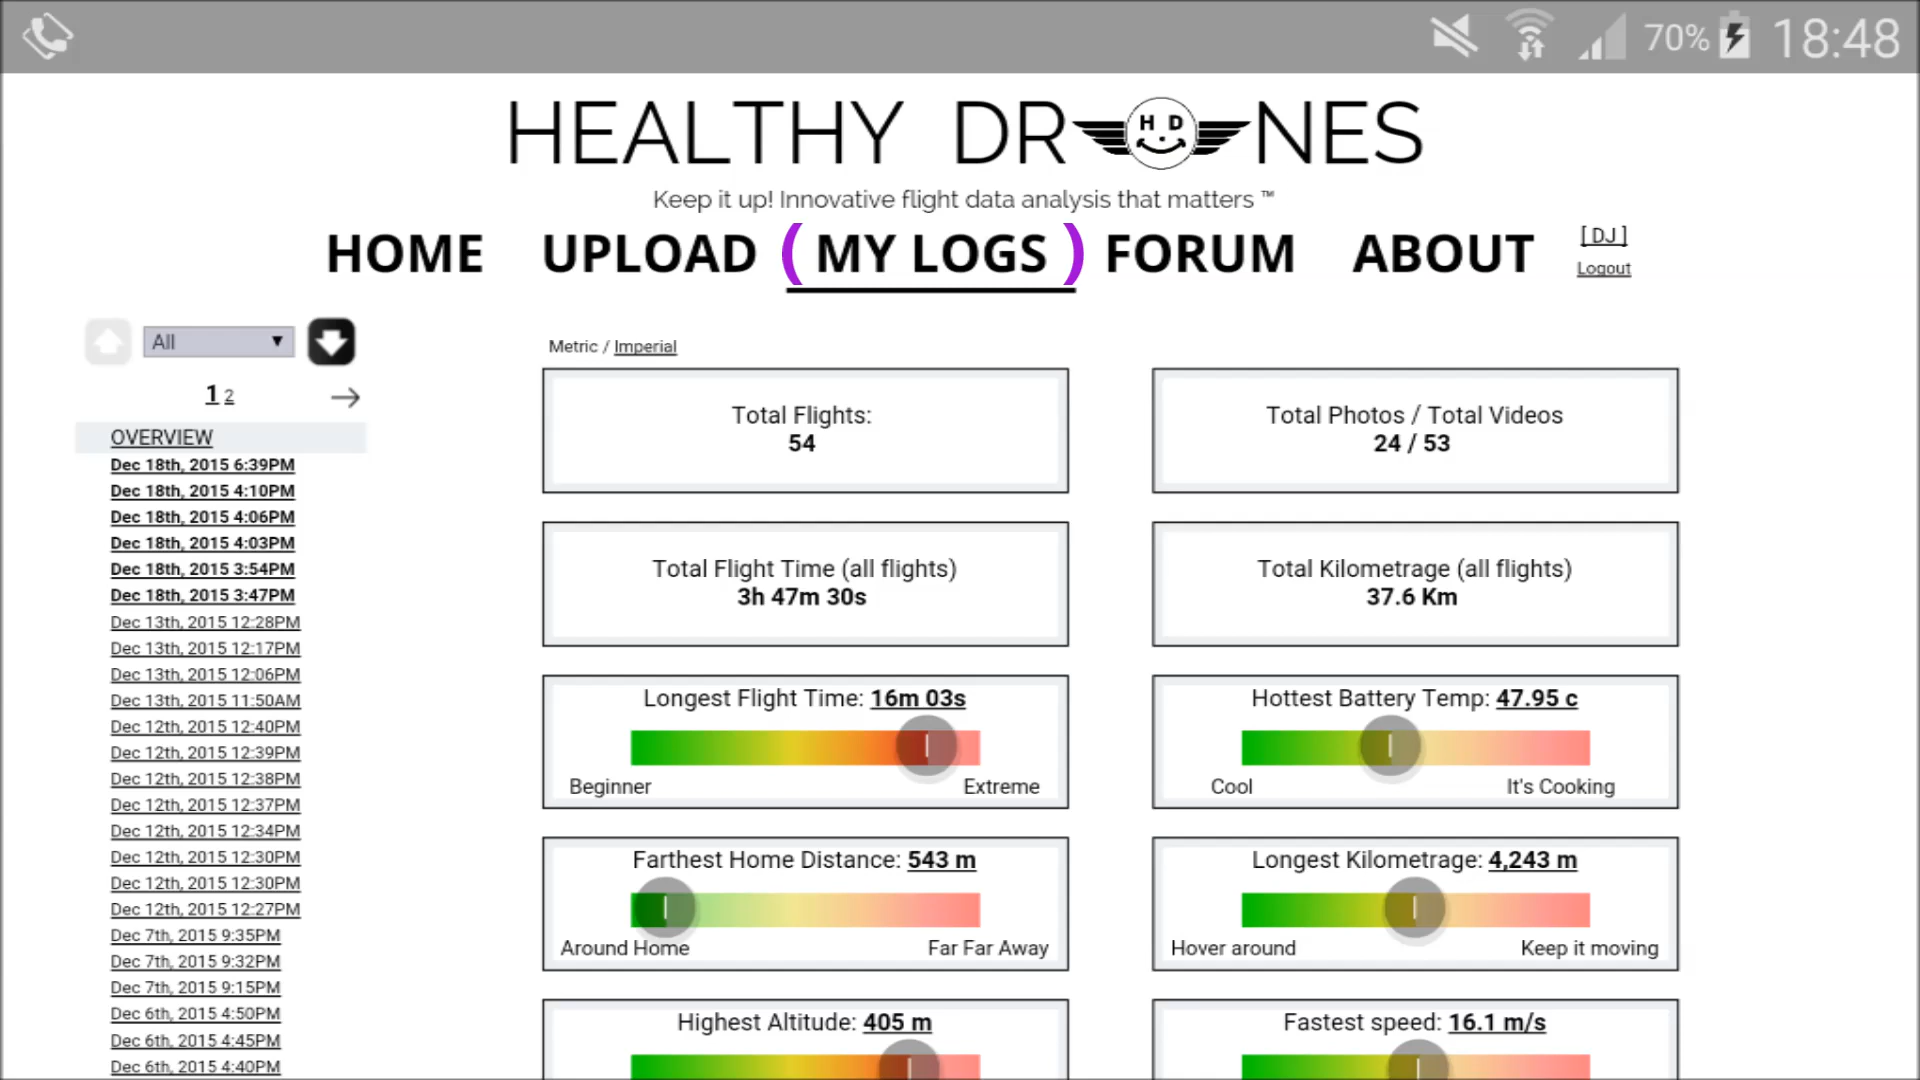 70% 18:48
HEALTHY DR NES
H D
Keep it up! Innovative flight data analysis that matters ™
HOME UPLOAD ( MY LOGS ) FORUM ABOUT
[ DJ ]
Logout
All
1 2
OVERVIEW
Dec 18th, 2015 6:39PM
Dec 18th, 2015 4:10PM
Dec 18th, 2015 4:06PM
Dec 18th, 2015 4:03PM
Dec 18th, 2015 3:54PM
Dec 18th, 2015 3:47PM
Dec 13th, 2015 12:28PM
Dec 13th, 2015 12:17PM
Dec 13th, 2015 12:06PM
Dec 13th, 2015 11:50AM
Dec 12th, 2015 12:40PM
Dec 12th, 2015 12:39PM
Dec 12th, 2015 12:38PM
Dec 12th, 2015 12:37PM
Dec 12th, 2015 12:34PM
Dec 12th, 2015 12:30PM
Dec 12th, 2015 12:30PM
Dec 12th, 2015 12:27PM
Dec 7th, 2015 9:35PM
Dec 7th, 2015 9:32PM
Dec 7th, 2015 9:15PM
Dec 6th, 2015 4:50PM
Dec 6th, 2015 4:45PM
Dec 6th, 2015 4:40PM
Metric / Imperial
Total Flights:
54
Total Photos / Total Videos
24 / 53
Total Flight Time (all flights)
3h 47m 30s
Total Kilometrage (all flights)
37.6 Km
Longest Flight Time: 16m 03s
Beginner Extreme
Hottest Battery Temp: 47.95 c
Cool It's Cooking
Farthest Home Distance: 543 m
Around Home Far Far Away
Longest Kilometrage: 4,243 m
Hover around Keep it moving
Highest Altitude: 405 m
Fastest speed: 16.1 m/s